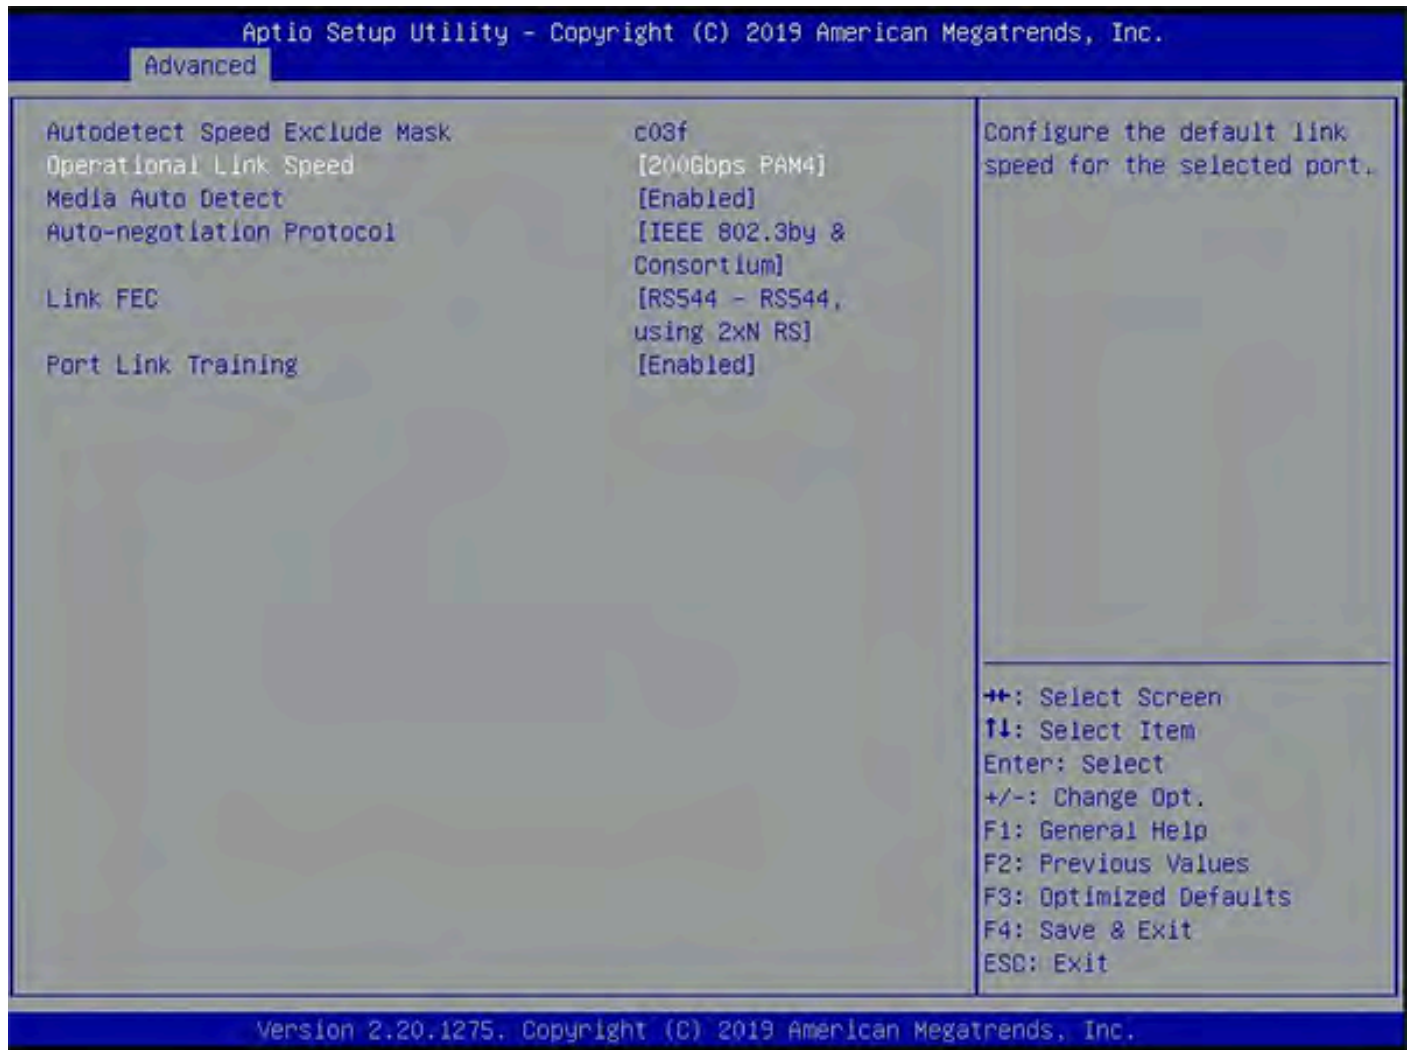 Aptio Setup Utility - Copyright (C) 2019 American Megatrends, Inc.
Advanced
Autodetect Speed Exclude Mask c03f
Operational Link Speed [200Gbps PAM4]
Media Auto Detect [Enabled]
Auto-negotiation Protocol [IEEE 802.3by &
Consortium]
Link FEC [RS544 - RS544,
using 2xN RS]
Port Link Training [Enabled]
Configure the default link
speed for the selected port.
→←: Select Screen
↑↓: Select Item
Enter: Select
+/-: Change Opt.
F1: General Help
F2: Previous Values
F3: Optimized Defaults
F4: Save & Exit
ESC: Exit
Version 2.20.1275. Copyright (C) 2019 American Megatrends, Inc.